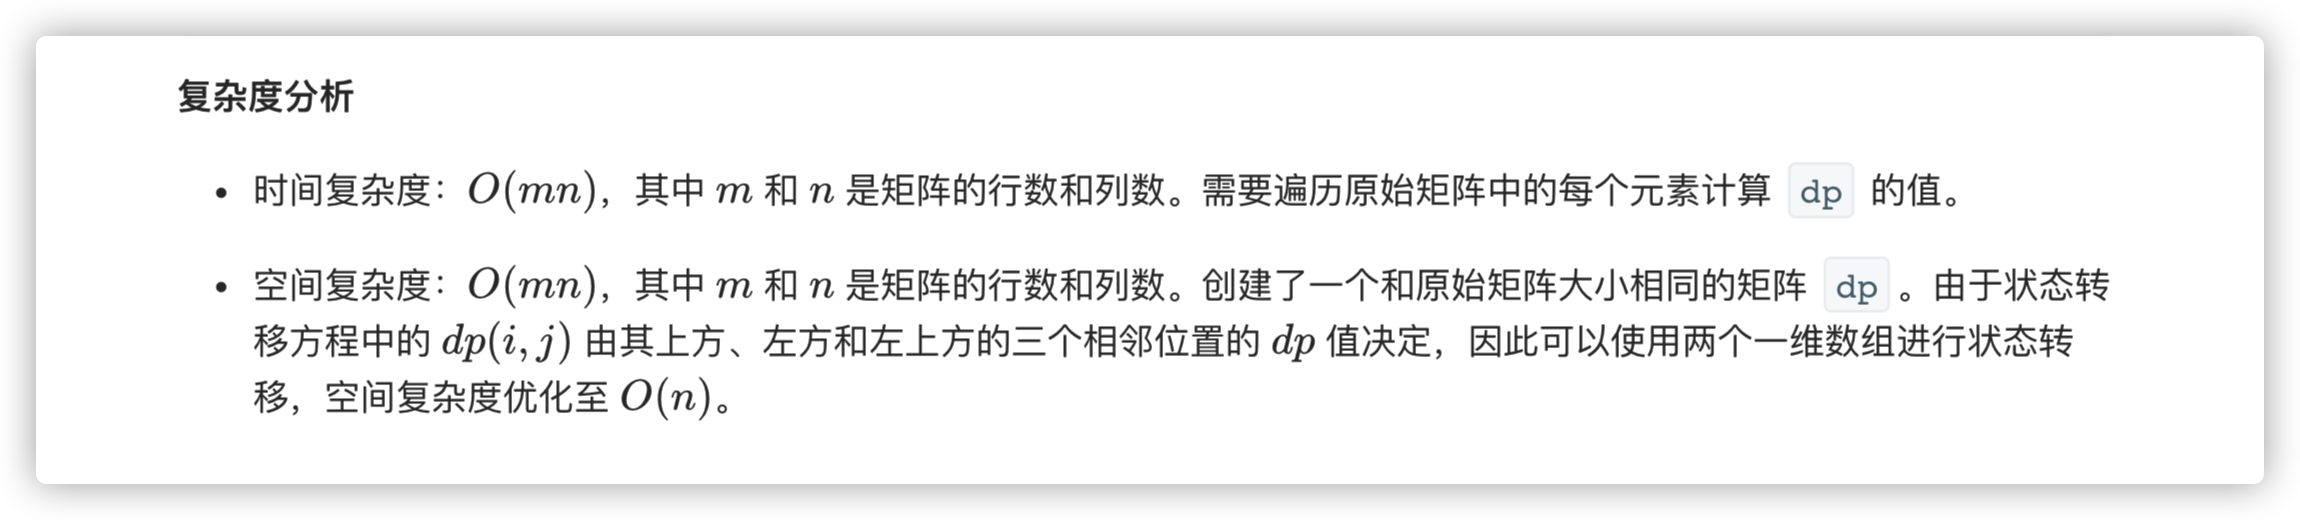 复杂度分析
• 时间复杂度：O(mn)，其中 m 和 n 是矩阵的行数和列数。需要遍历原始矩阵中的每个元素计算 dp 的值。
• 空间复杂度：O(mn)，其中 m 和 n 是矩阵的行数和列数。创建了一个和原始矩阵大小相同的矩阵 dp 。由于状态转
移方程中的 dp(i, j) 由其上方、左方和左上方的三个相邻位置的 dp 值决定，因此可以使用两个一维数组进行状态转
移，空间复杂度优化至 O(n)。